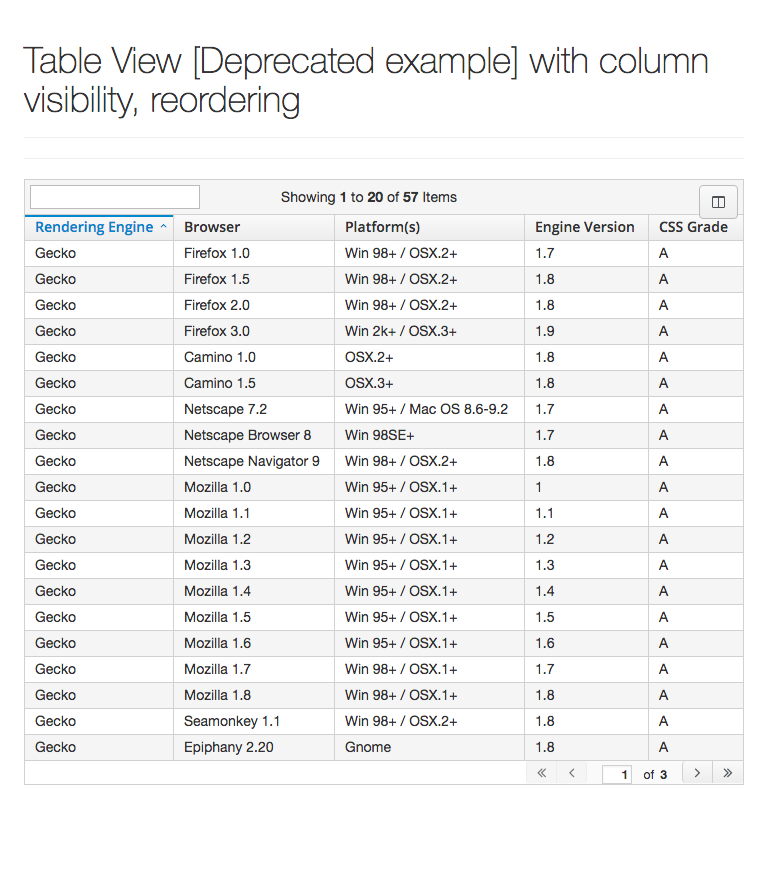 Table View [Deprecated example] with column
visibility, reordering
Showing 1 to 20 of 57 Items
Rendering Engine Browser Platform(s) Engine Version CSS Grade
Gecko Firefox 1.0 Win 98+ / OSX.2+ 1.7 A
Gecko Firefox 1.5 Win 98+ / OSX.2+ 1.8 A
Gecko Firefox 2.0 Win 98+ / OSX.2+ 1.8 A
Gecko Firefox 3.0 Win 2k+ / OSX.3+ 1.9 A
Gecko Camino 1.0 OSX.2+ 1.8 A
Gecko Camino 1.5 OSX.3+ 1.8 A
Gecko Netscape 7.2 Win 95+ / Mac OS 8.6-9.2 1.7 A
Gecko Netscape Browser 8 Win 98SE+ 1.7 A
Gecko Netscape Navigator 9 Win 98+ / OSX.2+ 1.8 A
Gecko Mozilla 1.0 Win 95+ / OSX.1+ 1 A
Gecko Mozilla 1.1 Win 95+ / OSX.1+ 1.1 A
Gecko Mozilla 1.2 Win 95+ / OSX.1+ 1.2 A
Gecko Mozilla 1.3 Win 95+ / OSX.1+ 1.3 A
Gecko Mozilla 1.4 Win 95+ / OSX.1+ 1.4 A
Gecko Mozilla 1.5 Win 95+ / OSX.1+ 1.5 A
Gecko Mozilla 1.6 Win 95+ / OSX.1+ 1.6 A
Gecko Mozilla 1.7 Win 98+ / OSX.1+ 1.7 A
Gecko Mozilla 1.8 Win 98+ / OSX.1+ 1.8 A
Gecko Seamonkey 1.1 Win 98+ / OSX.2+ 1.8 A
Gecko Epiphany 2.20 Gnome 1.8 A
« < 1 of 3 > »